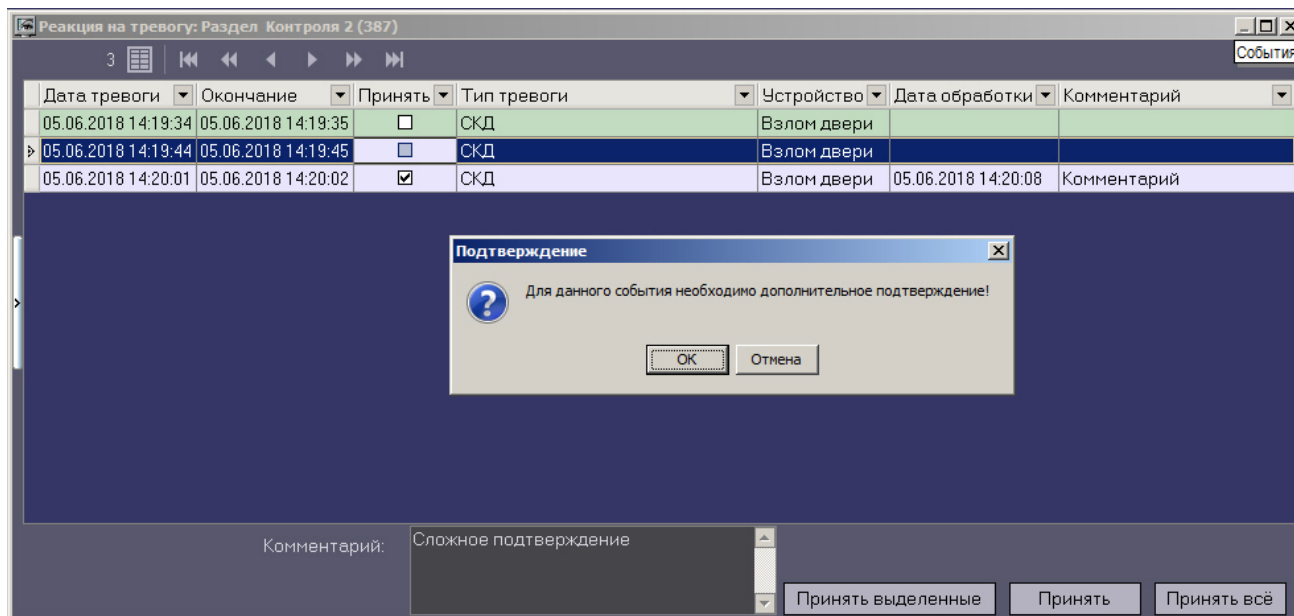 Реакция на тревогу: Раздел Контроля 2 (387)
События
3
Дата тревоги Окончание Принять Тип тревоги Устройство Дата обработки Комментарий
05.06.2018 14:19:34 05.06.2018 14:19:35 СКД Взлом двери
05.06.2018 14:19:44 05.06.2018 14:19:45 СКД Взлом двери
05.06.2018 14:20:01 05.06.2018 14:20:02 СКД Взлом двери 05.06.2018 14:20:08 Комментарий
Подтверждение
Для данного события необходимо дополнительное подтверждение!
ОК Отмена
Комментарий: Сложное подтверждение
Принять выделенные Принять Принять всё